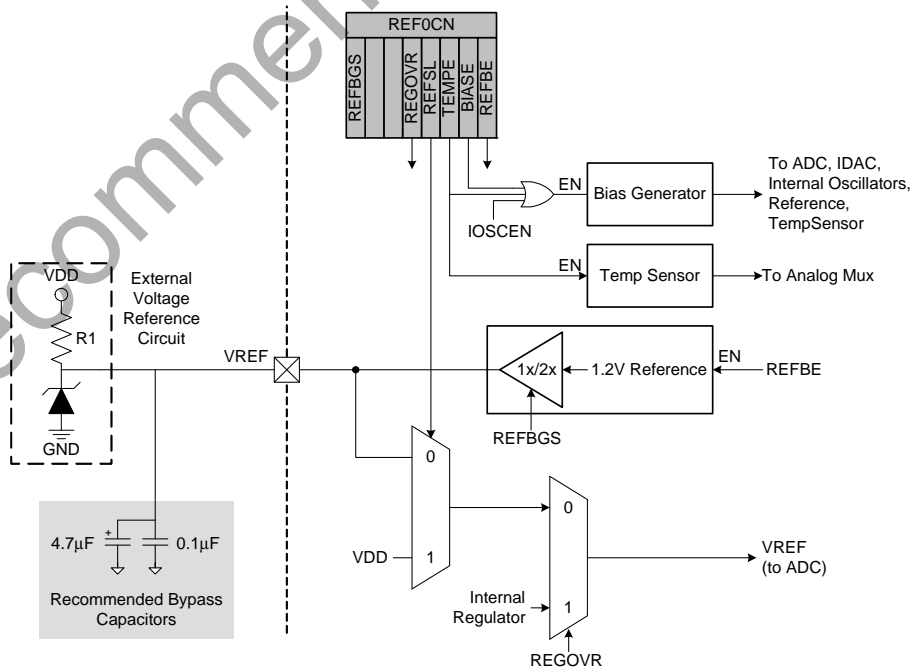 ecommen
REF0CN
REFBGS
REGOVR
REFSL
TEMPE
BIASE
REFBE
EN
Bias Generator
To ADC, IDAC,
Internal Oscillators,
Reference,
TempSensor
IOSCEN
EN
Temp Sensor
To Analog Mux
VDD
R1
GND
External
Voltage
Reference
Circuit
VREF
1x/2x
1.2V Reference
EN
REFBE
REFBGS
0
1
VDD
0
1
Internal
Regulator
REGOVR
VREF
(to ADC)
4.7µF
+
0.1µF
Recommended Bypass
Capacitors